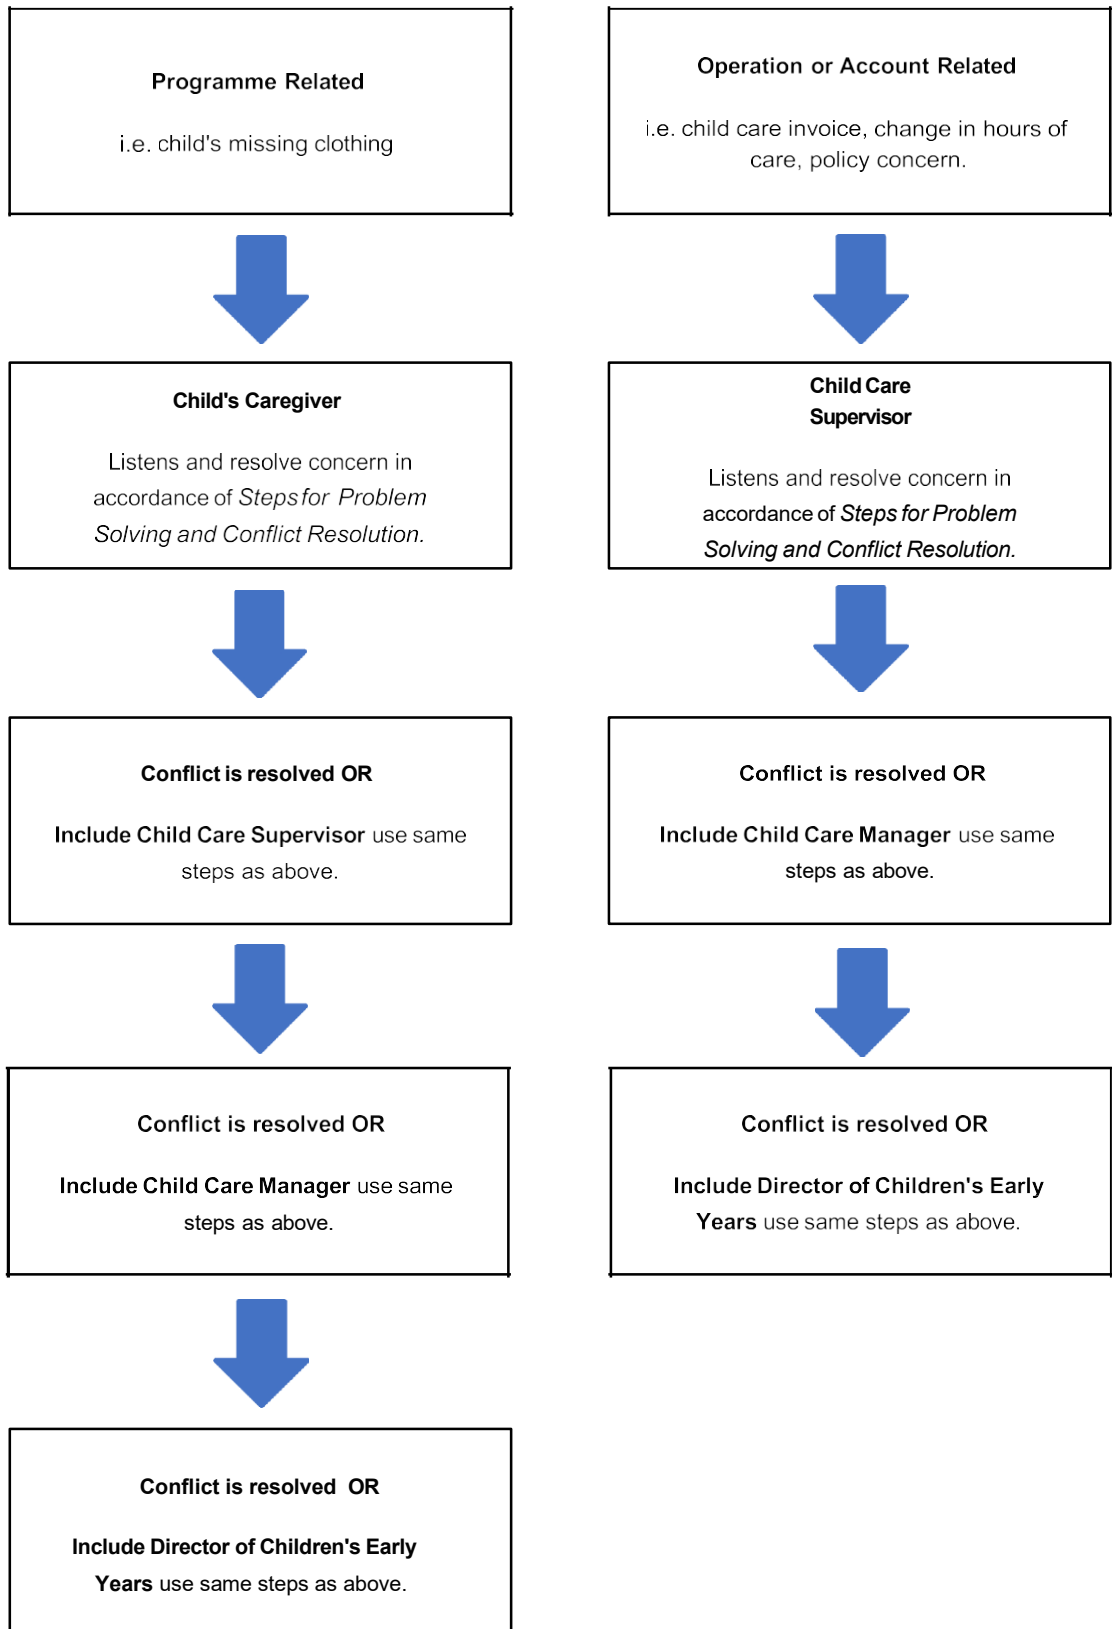 Programme Related
i.e. child's missing clothing
Operation or Account Related
i.e. child care invoice, change in hours of
care, policy concern.
Child's Caregiver
Listens and resolve concern in
accordance of Steps for Problem
Solving and Conflict Resolution.
Child Care
Supervisor
Listens and resolve concern in
accordance of Steps for Problem
Solving and Conflict Resolution.
Conflict is resolved OR
Include Child Care Supervisor use same
steps as above.
Conflict is resolved OR
Include Child Care Manager use same
steps as above.
Conflict is resolved OR
Include Child Care Manager use same
steps as above.
Conflict is resolved OR
Include Director of Children's Early
Years use same steps as above.
Conflict is resolved OR
Include Director of Children's Early
Years use same steps as above.